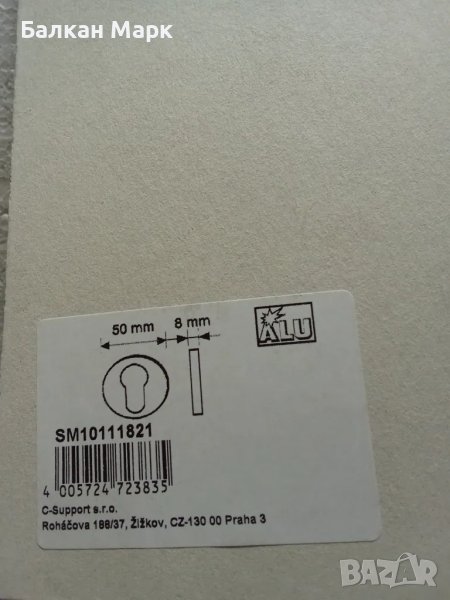 Балкан Марк
50 mm
8 mm
ALU
SM10111821
4 005724 723835
C-Support s.r.o.
Roháčova 188/37, Žižkov, CZ-130 00 Praha 3
BAZAR